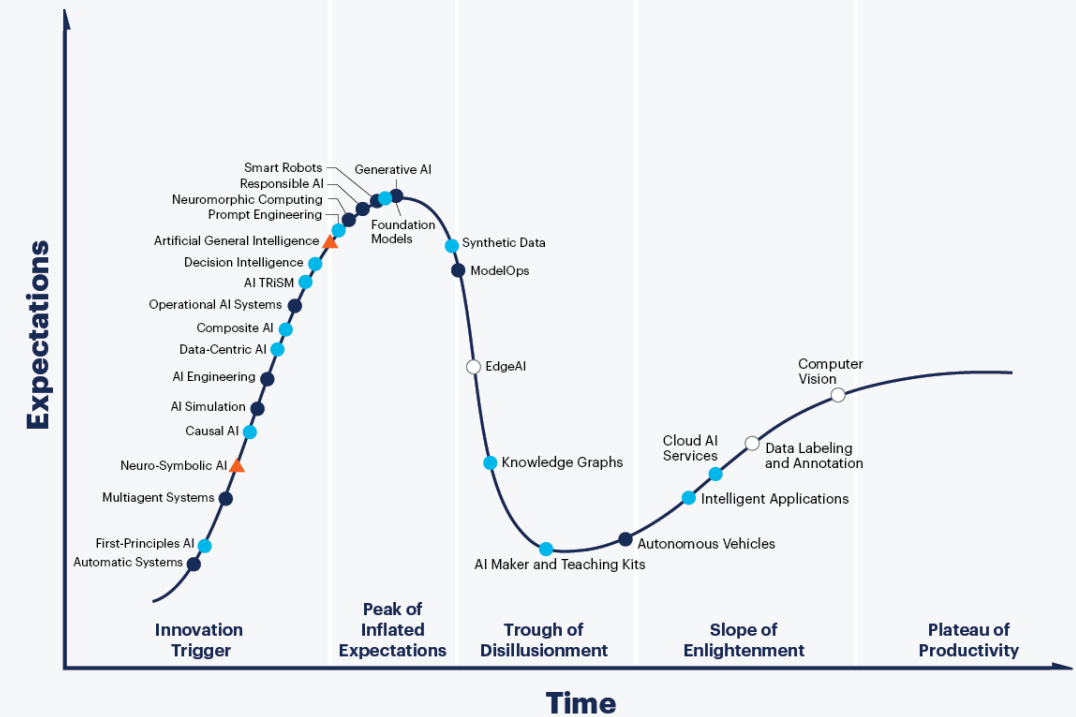 Expectations
Smart Robots
Generative AI
Responsible AI
Neuromorphic Computing
Prompt Engineering
Foundation
Models
Artificial General Intelligence
Synthetic Data
Decision Intelligence
ModelOps
AI TRiSM
Operational AI Systems
Composite AI
Data-Centric AI
EdgeAI
Computer
Vision
AI Engineering
AI Simulation
Causal AI
Cloud AI
Services
Data Labeling
and Annotation
Neuro-Symbolic AI
Knowledge Graphs
Multiagent Systems
Intelligent Applications
First-Principles AI
Autonomous Vehicles
Automatic Systems
AI Maker and Teaching Kits
Innovation
Trigger
Peak of
Inflated
Expectations
Trough of
Disillusionment
Slope of
Enlightenment
Plateau of
Productivity
Time